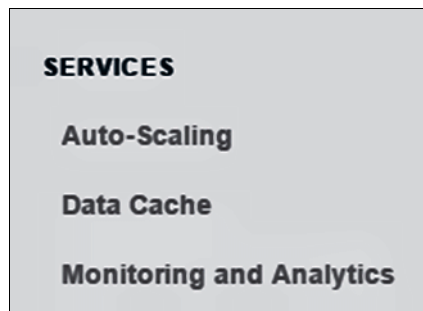 SERVICES
Auto-Scaling
Data Cache
Monitoring and Analytics